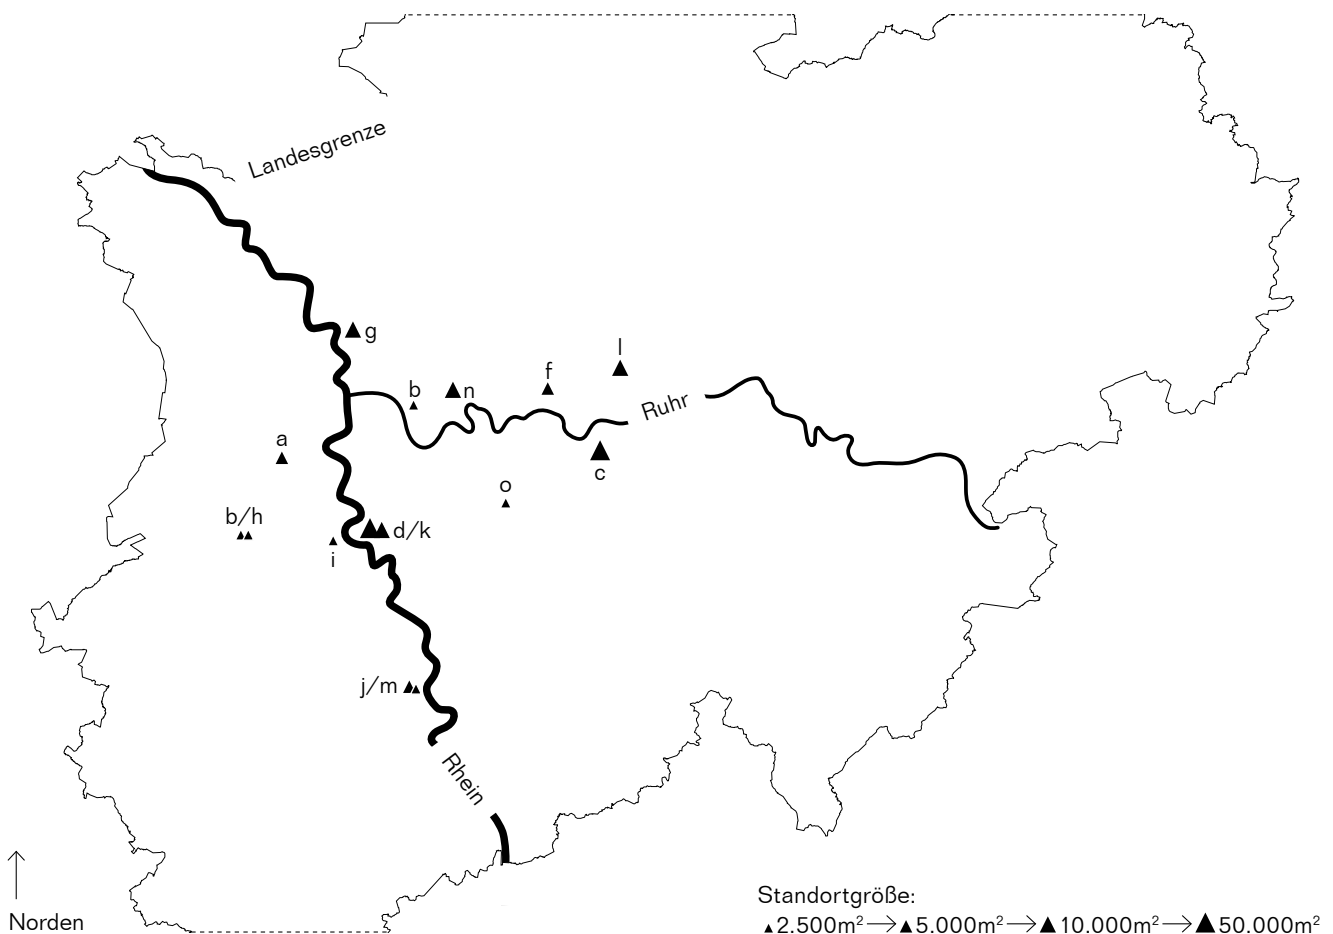 Landesgrenze
g
l
f
b
n
Ruhr
a
c
o
b/h
d/k
i
j/m
Rhein
Norden
Standortgröße:
▲2.500m² → ▲5.000m² → ▲10.000m² → ▲50.000m²